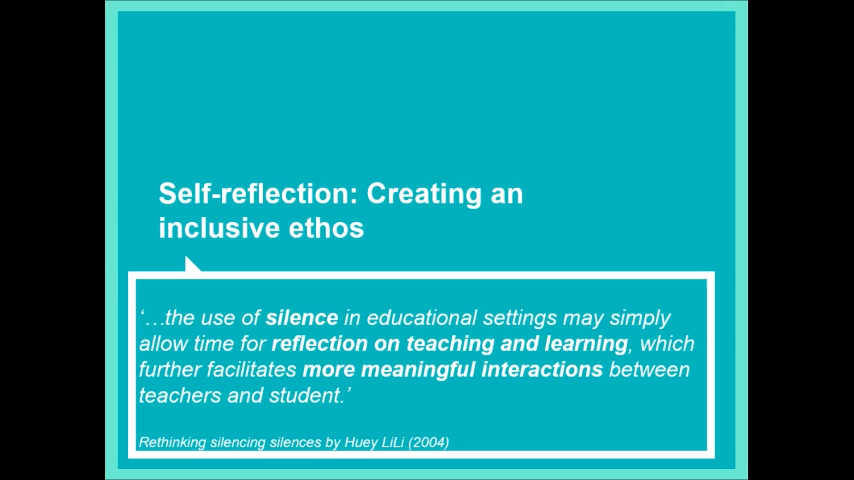 Self-reflection: Creating an
inclusive ethos
‘…the use of silence in educational settings may simply
allow time for reflection on teaching and learning, which
further facilitates more meaningful interactions between
teachers and student.’
Rethinking silencing silences by Huey LiLi (2004)